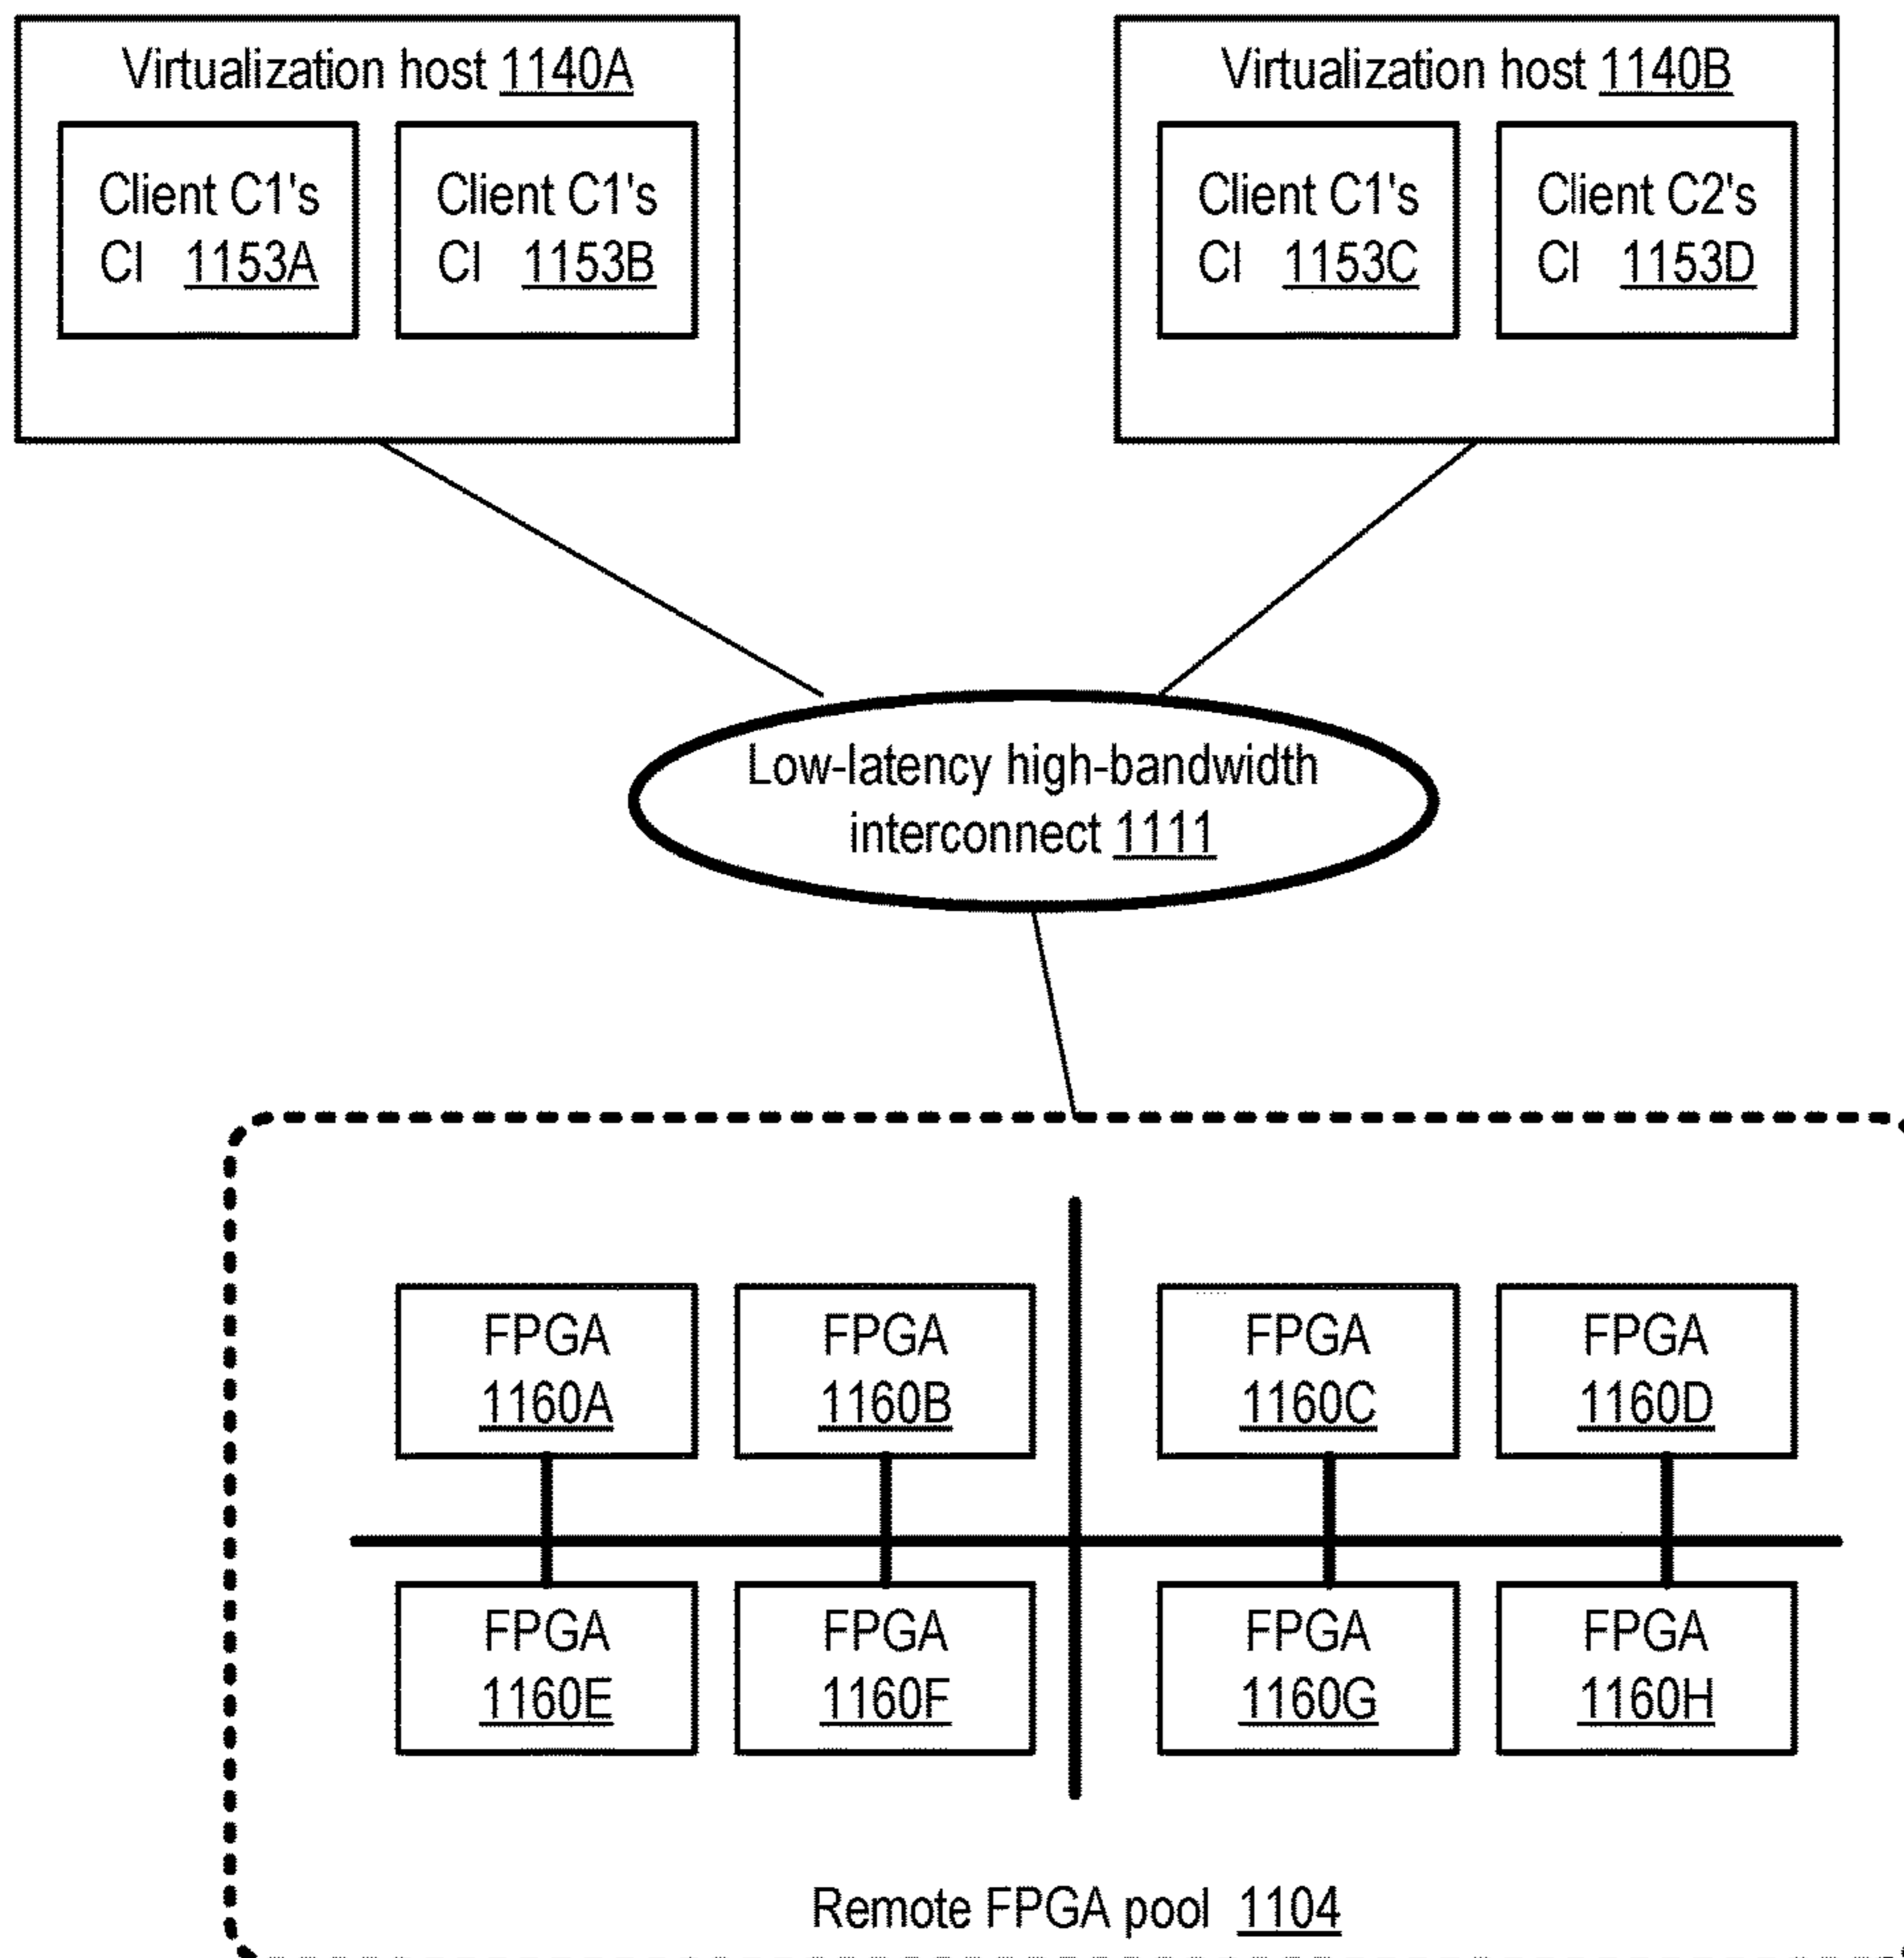 Virtualization host 1140A
Client C1's
CI 1153A
Client C1's
CI 1153B
Virtualization host 1140B
Client C1's
CI 1153C
Client C2's
CI 1153D
Low-latency high-bandwidth
interconnect 1111
FPGA
1160A
FPGA
1160B
FPGA
1160C
FPGA
1160D
FPGA
1160E
FPGA
1160F
FPGA
1160G
FPGA
1160H
Remote FPGA pool 1104